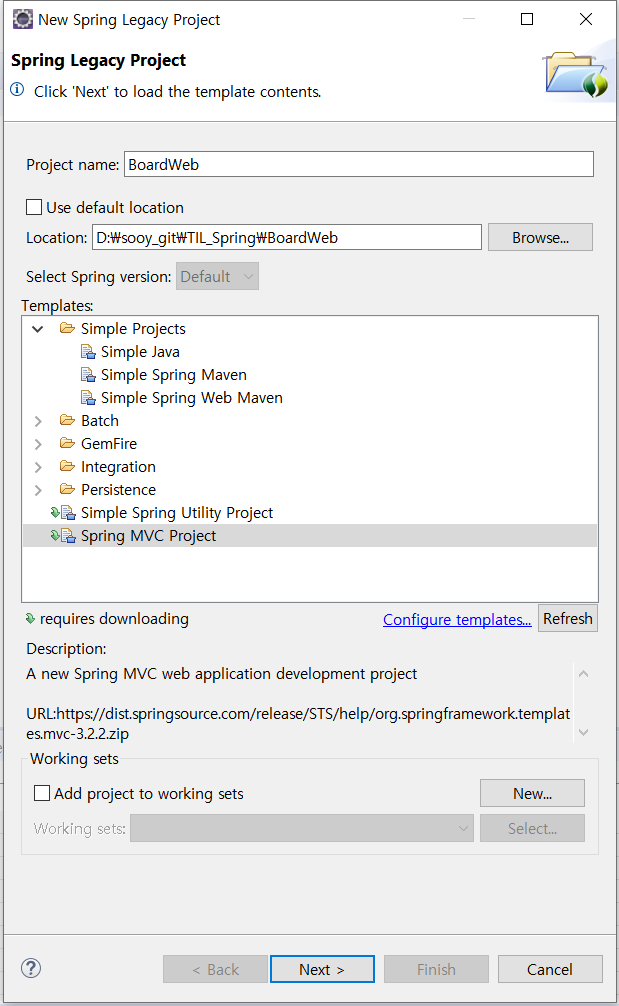 New Spring Legacy Project
Spring Legacy Project
Click 'Next' to load the template contents.
Project name: BoardWeb
Use default location
Location: D:₩sooy_git₩TIL_Spring₩BoardWeb Browse...
Select Spring version: Default
Templates:
Simple Projects
Simple Java
Simple Spring Maven
Simple Spring Web Maven
Batch
GemFire
Integration
Persistence
Simple Spring Utility Project
Spring MVC Project
requires downloading Configure templates... Refresh
Description:
A new Spring MVC web application development project
URL:https://dist.springsource.com/release/STS/help/org.springframework.templat
es.mvc-3.2.2.zip
Working sets
Add project to working sets New...
Working sets: Select...
? < Back Next > Finish Cancel